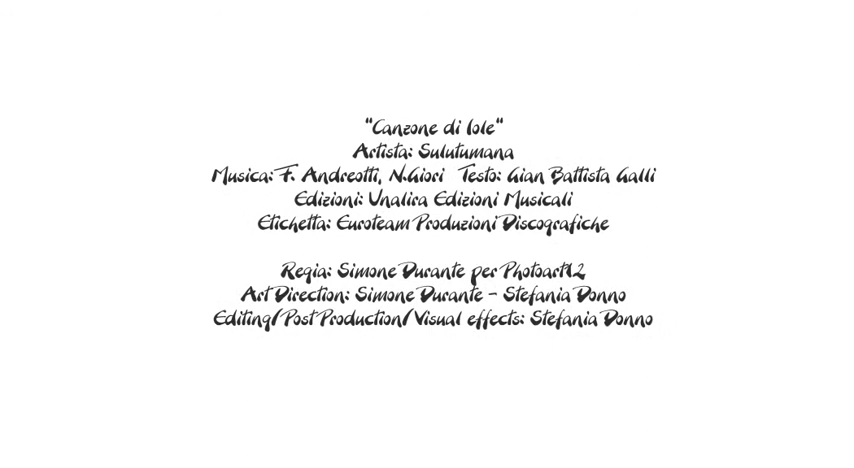 "Canzone di Iole"
Artista: Sulutumana
Musica: F. Andreotti, N.Giori Testo: Gian Battista Galli
Edizioni: Unalira Edizioni Musicali
Etichetta: Euroteam Produzioni Discografiche
Regia: Simone Durante per Photoart12
Art Direction: Simone Durante - Stefania Donno
Editing/Post Production/Visual effects: Stefania Donno